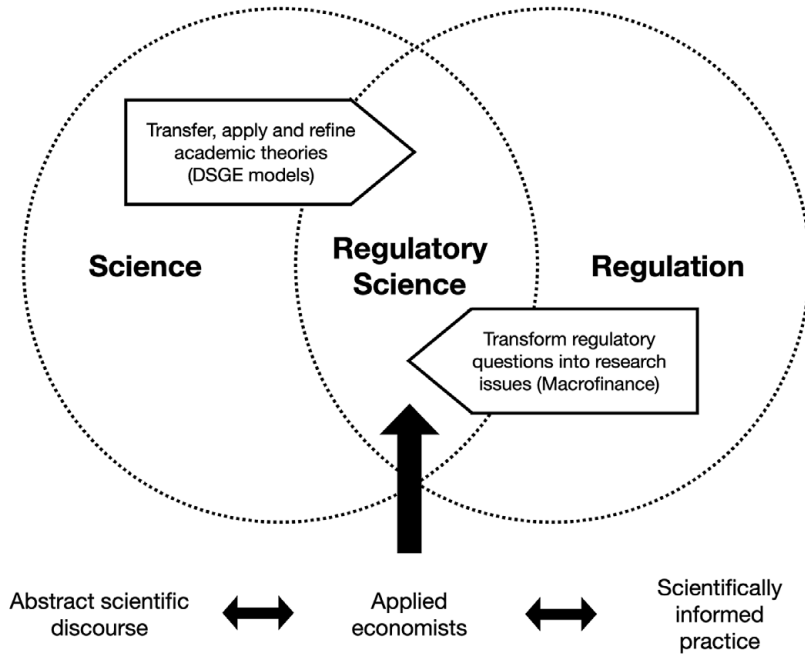 Transfer, apply and refine
academic theories
(DSGE models)
Science
Regulatory
Science
Regulation
Transform regulatory
questions into research
issues (Macrofinance)
Abstract scientific
discourse
Applied
economists
Scientifically
informed
practice